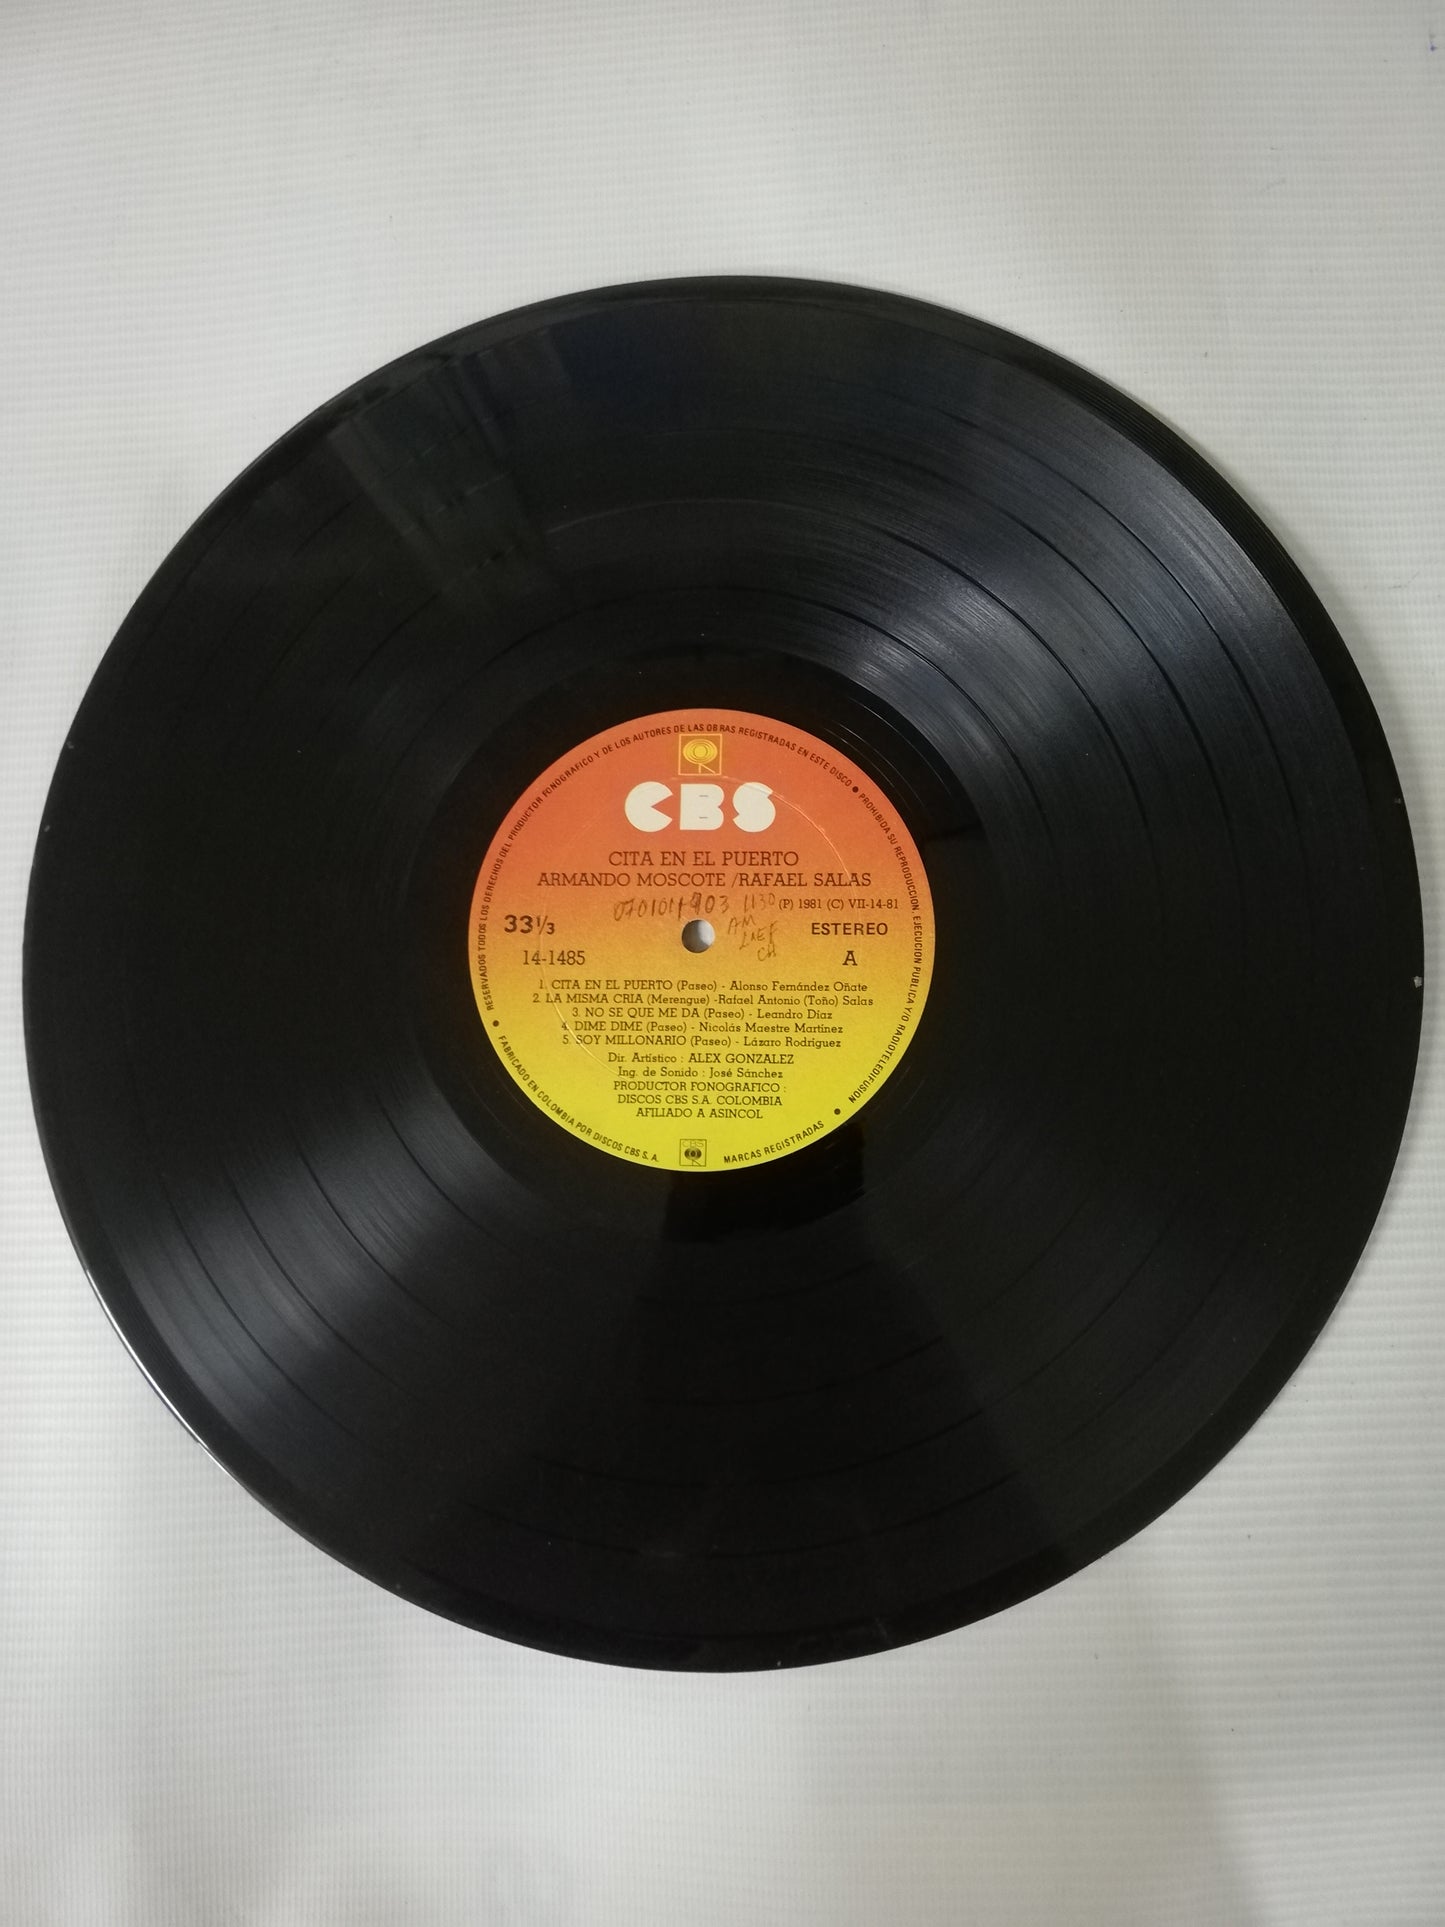 RESERVADOS TODOS LOS DERECHOS DEL PRODUCTOR FONOGRAFICO Y DE LOS AUTORES DE LAS OBRAS REGISTRADAS EN ESTE DISCO • PROHIBIDA SU REPRODUCCION, EJECUCION PUBLICA Y/O RADIOTELEDIFUSION
CBS
CITA EN EL PUERTO
ARMANDO MOSCOTE /RAFAEL SALAS
1130 (P) 1981 (C) VII-14-81
AM
33⅓ ESTEREO
14-1485 A
CH
1. CITA EN EL PUERTO (Paseo) - Alonso Fernández Oñate
2. LA MISMA CRIA (Merengue) -Rafael Antonio (Toño) Salas
3. NO SE QUE ME DA (Paseo) - Leandro Díaz
4. DIME DIME (Paseo) - Nicolás Maestre Martínez
5. SOY MILLONARIO (Paseo) - Lázaro Rodriguez
Dir. Artístico : ALEX GONZALEZ
Ing. de Sonido : José Sánchez
PRODUCTOR FONOGRAFICO :
DISCOS CBS S.A. COLOMBIA
AFILIADO A ASINCOL
CBS
• FABRICADO EN COLOMBIA POR DISCOS CBS S. A. MARCAS REGISTRADAS •